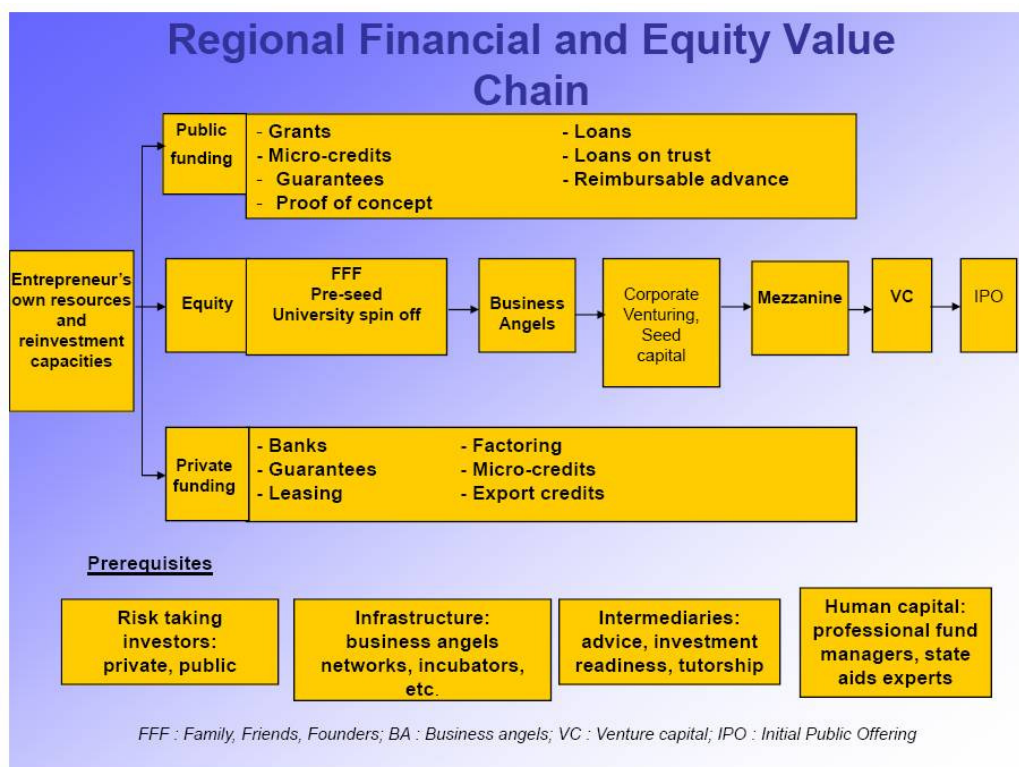 Regional Financial and Equity Value
Chain
Public
funding
- Grants
- Micro-credits
- Guarantees
- Proof of concept
- Loans
- Loans on trust
- Reimbursable advance
Entrepreneur's
own resources
and
reinvestment
capacities
Equity
FFF
Pre-seed
University spin off
Business
Angels
Corporate
Venturing,
Seed
capital
Mezzanine
VC
IPO
Private
funding
- Banks
- Guarantees
- Leasing
- Factoring
- Micro-credits
- Export credits
Prerequisites
Risk taking
investors:
private, public
Infrastructure:
business angels
networks, incubators,
etc.
Intermediaries:
advice, investment
readiness, tutorship
Human capital:
professional fund
managers, state
aids experts
FFF : Family, Friends, Founders; BA : Business angels; VC : Venture capital; IPO : Initial Public Offering